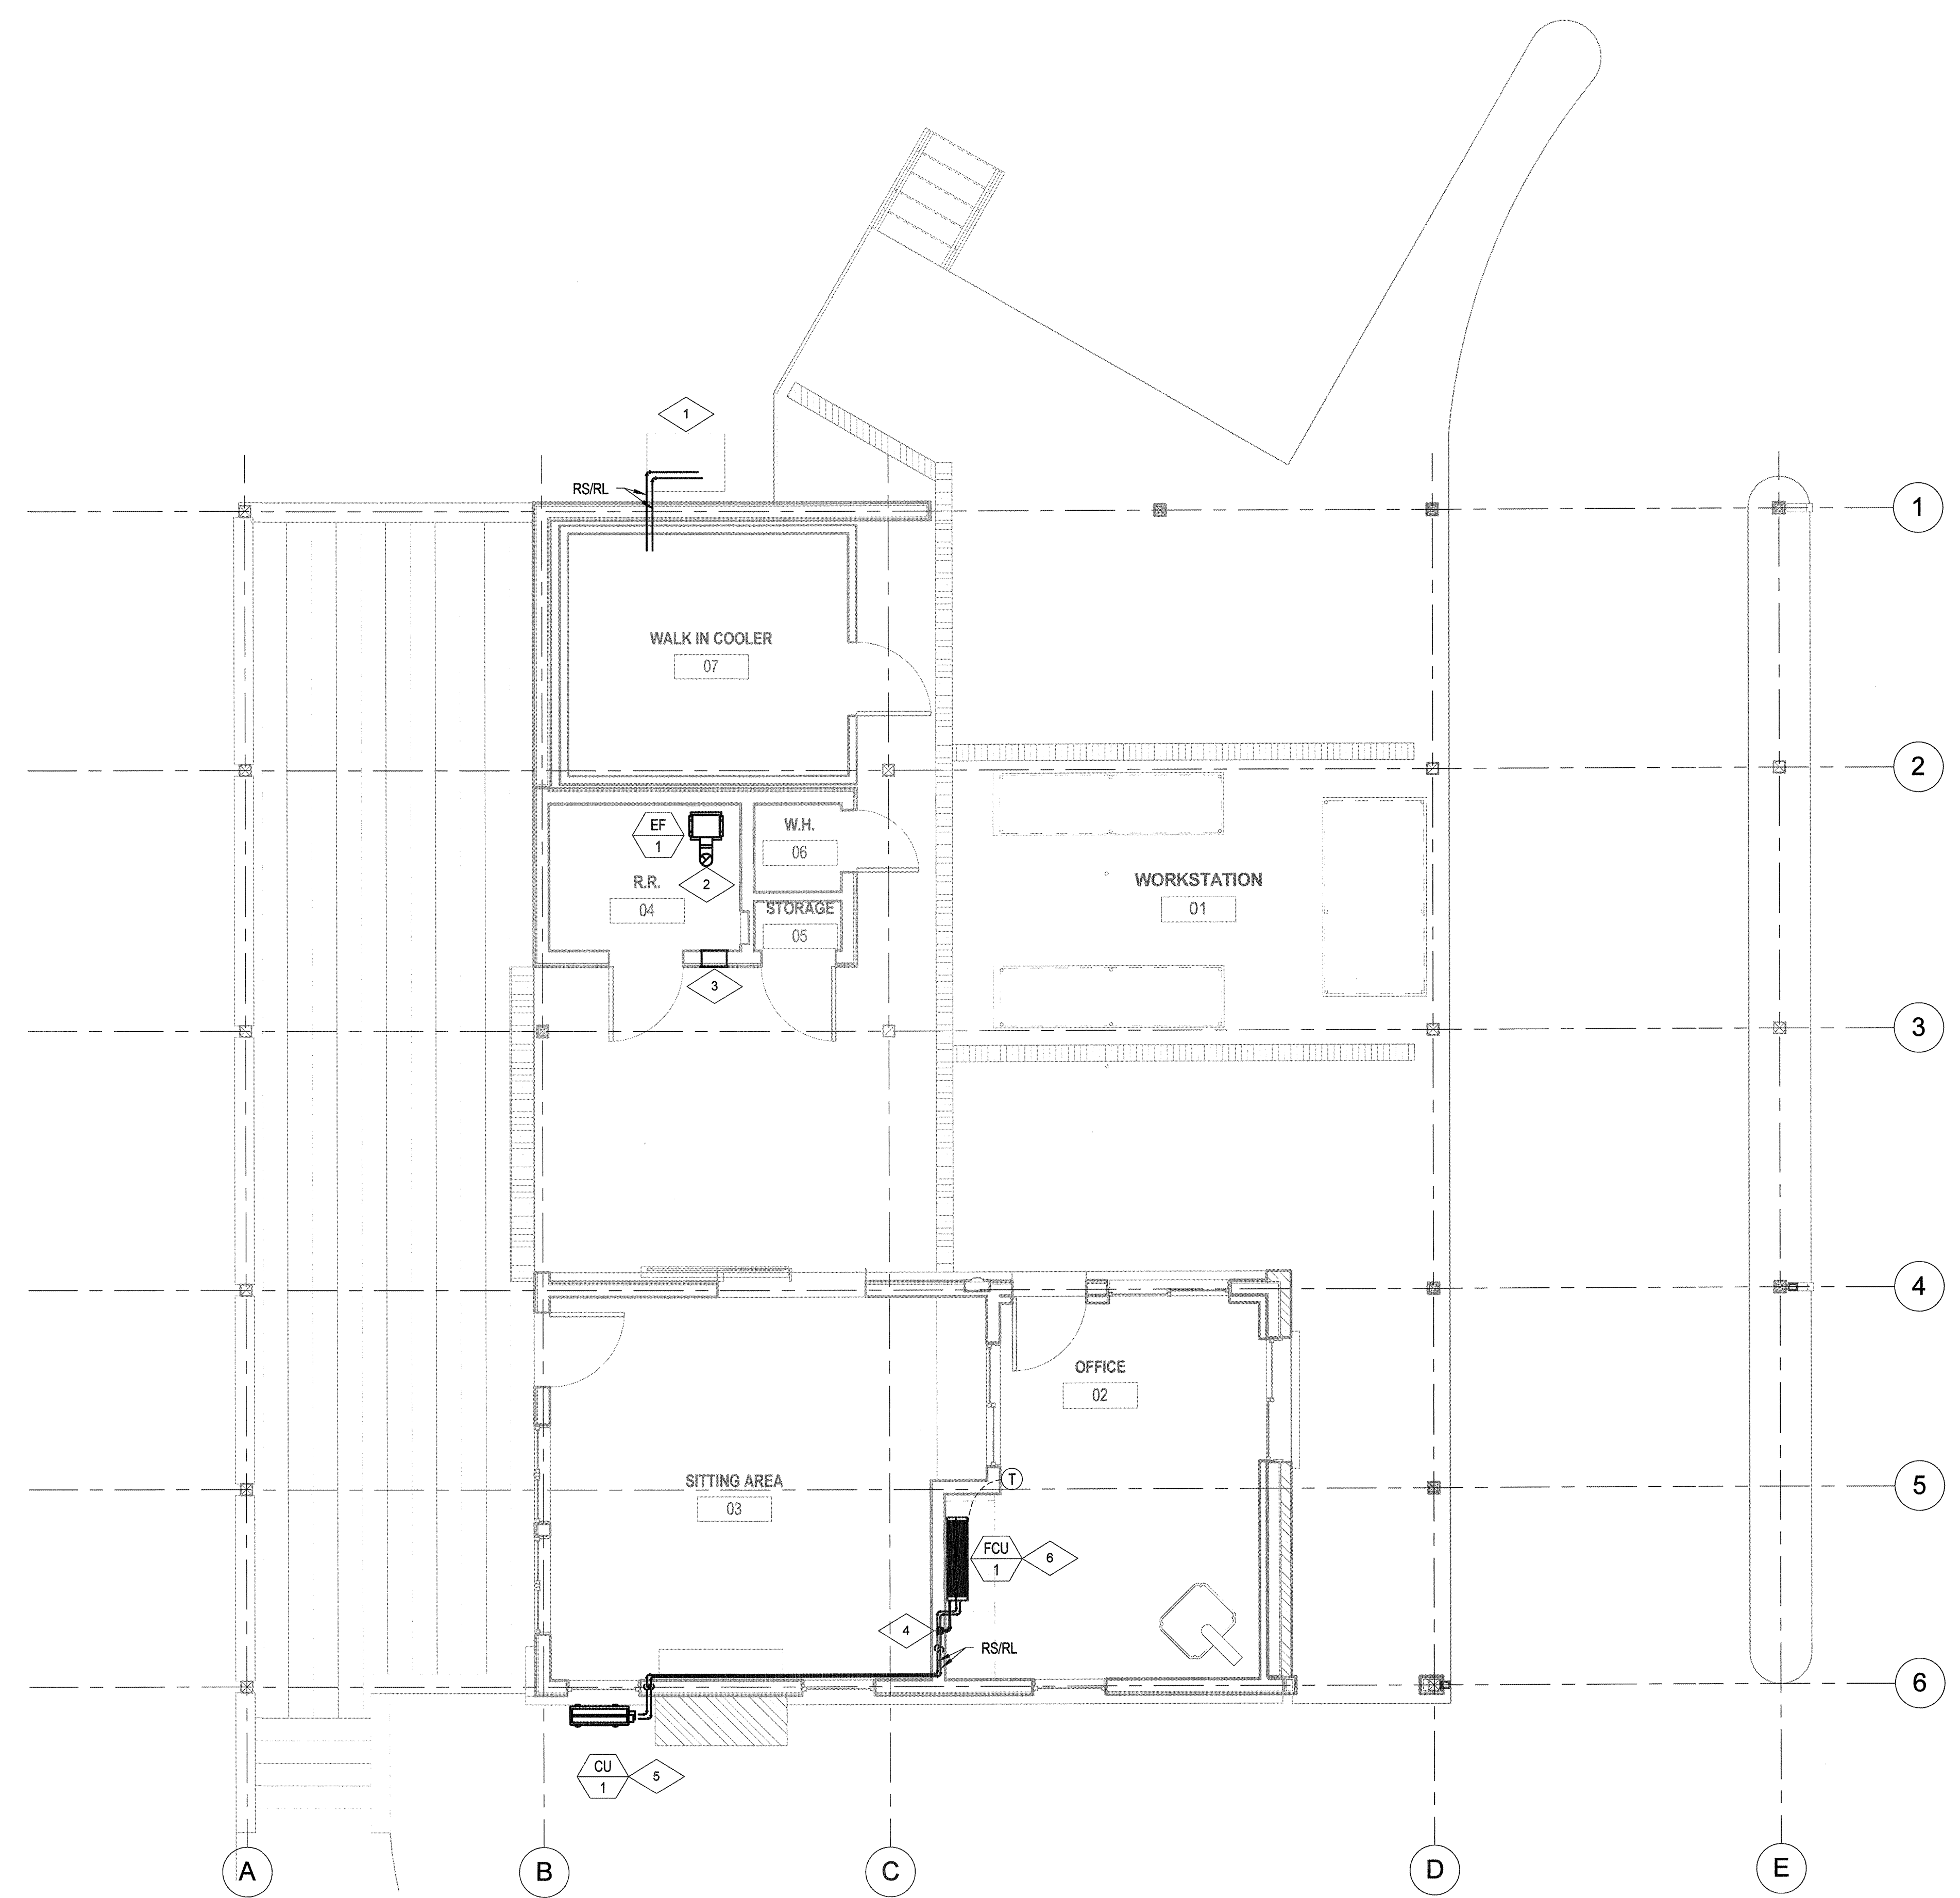 1
RS/RL
1
WALK IN COOLER
07
2
EF
1
W.H.
06
2
R.R.
04
STORAGE
05
WORKSTATION
01
3
3
4
OFFICE
02
SITTING AREA
03
T
5
FCU
1
6
4
RS/RL
6
CU
1
5
A
B
C
D
E